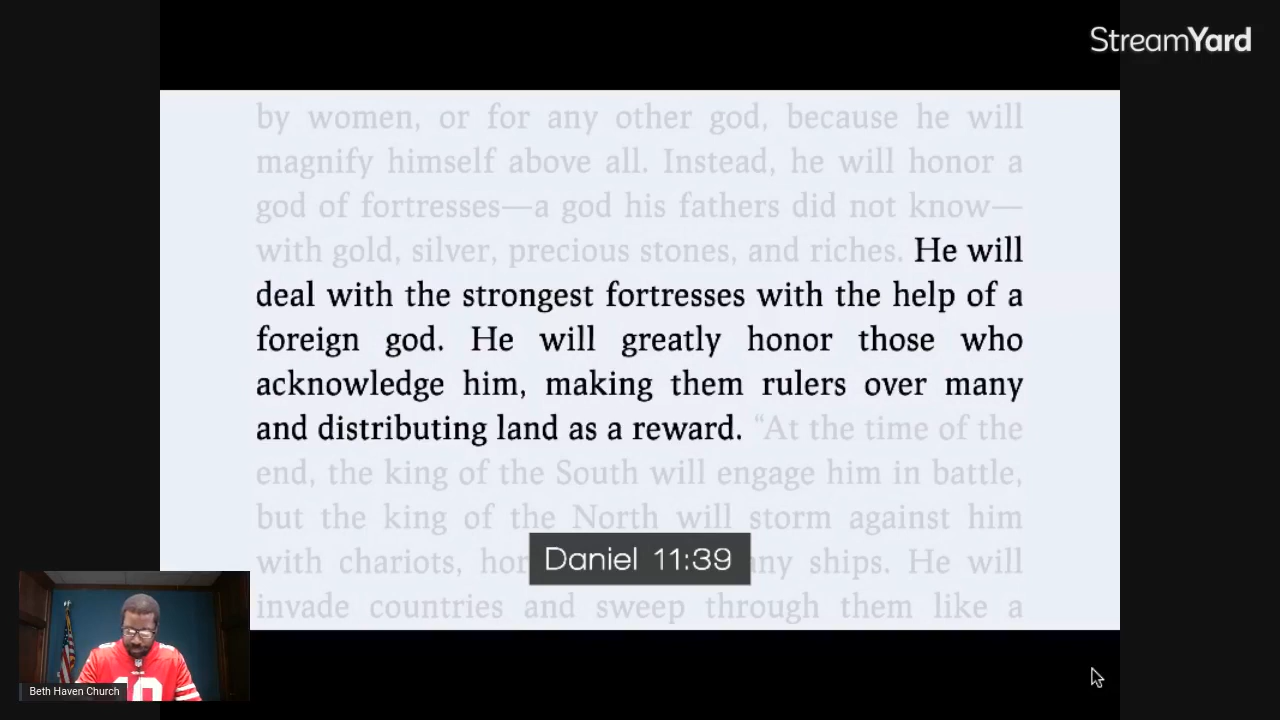 StreamYard
by women, or for any other god, because he will
magnify himself above all. Instead, he will honor a
god of fortresses—a god his fathers did not know—
with gold, silver, precious stones, and riches. He will
deal with the strongest fortresses with the help of a
foreign god. He will greatly honor those who
acknowledge him, making them rulers over many
and distributing land as a reward. “At the time of the
end, the king of the South will engage him in battle,
but the king of the North will storm against him
with chariots, ships. He will
Daniel 11:39
invade countries and sweep through them like a
Beth Haven Church